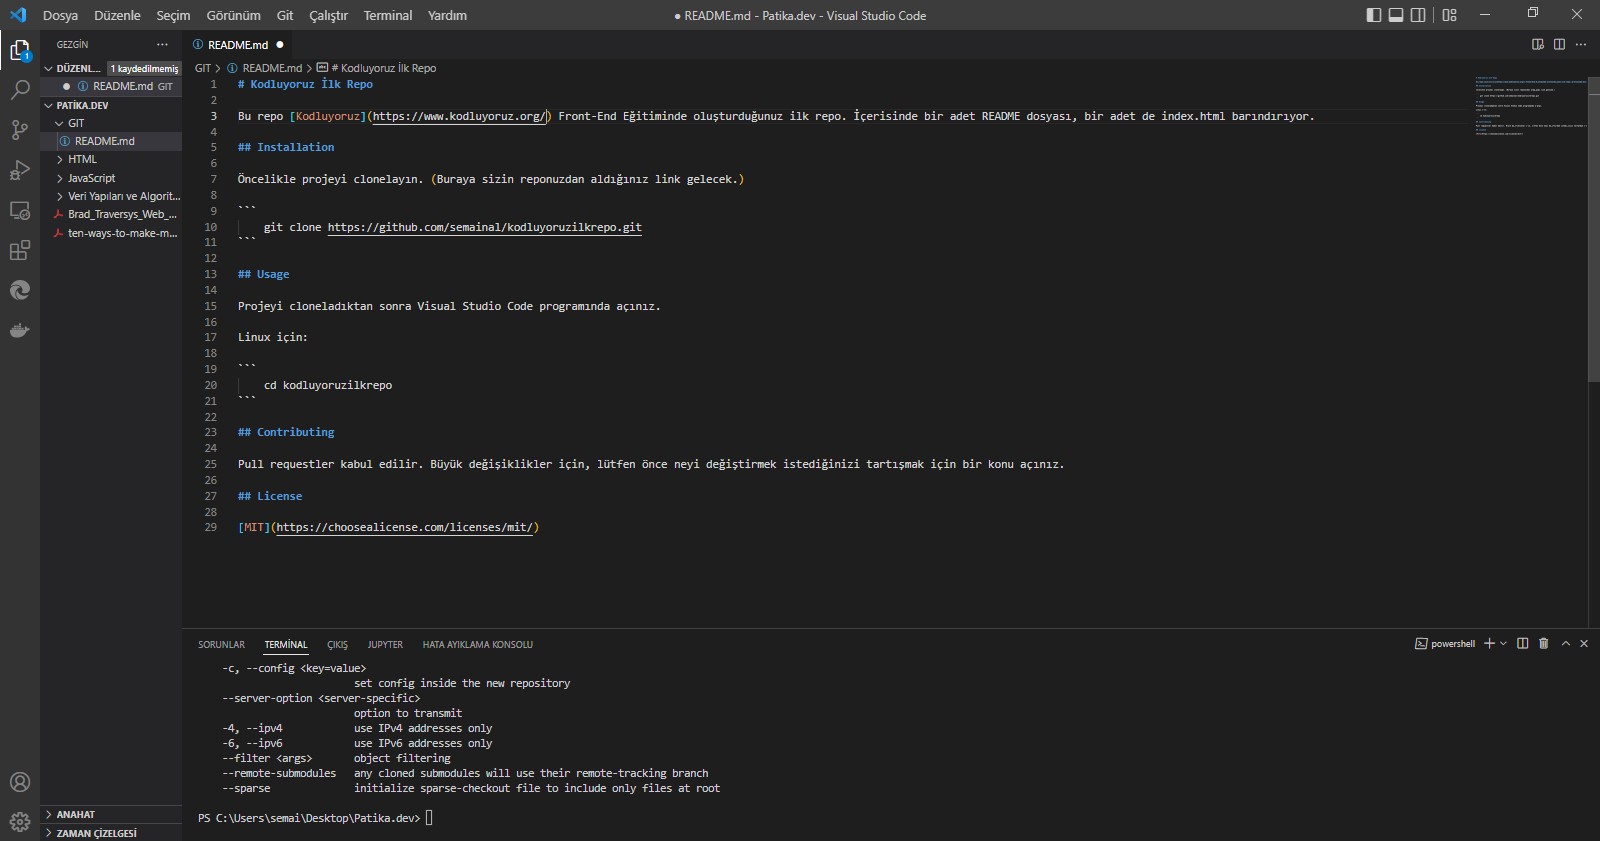 Dosya Düzenle Seçim Görünüm Git Çalıştır Terminal Yardım
● README.md - Patika.dev - Visual Studio Code
GEZGİN ...
DÜZENL... 1 kaydedilmemiş
README.md GIT
PATİKA.DEV
GIT
README.md
HTML
JavaScript
Veri Yapıları ve Algorit...
Brad_Traversys_Web_...
ten-ways-to-make-m...
ANAHAT
ZAMAN ÇİZELGESİ
1
README.md
GIT > README.md > # Kodluyoruz İlk Repo
1 # Kodluyoruz İlk Repo
2
3 Bu repo [Kodluyoruz](https://www.kodluyoruz.org/) Front-End Eğitiminde oluşturduğunuz ilk repo. İçerisinde bir adet README dosyası, bir adet de index.html barındırıyor.
4
5 ## Installation
6
7 Öncelikle projeyi clonelayın. (Buraya sizin reponuzdan aldığınız link gelecek.)
8
9 ```
10 git clone https://github.com/semainal/kodluyoruzilkrepo.git
11 ```
12
13 ## Usage
14
15 Projeyi cloneladıktan sonra Visual Studio Code programında açınız.
16
17 Linux için:
18
19 ```
20 cd kodluyoruzilkrepo
21 ```
22
23 ## Contributing
24
25 Pull requestler kabul edilir. Büyük değişiklikler için, lütfen önce neyi değiştirmek istediğinizi tartışmak için bir konu açınız.
26
27 ## License
28
29 [MIT](https://choosealicense.com/licenses/mit/)
SORUNLAR TERMİNAL ÇIKIŞ JUPYTER HATA AYIKLAMA KONSOLU
powershell
-c, --config <key=value>
set config inside the new repository
--server-option <server-specific>
option to transmit
-4, --ipv4 use IPv4 addresses only
-6, --ipv6 use IPv6 addresses only
--filter <args> object filtering
--remote-submodules any cloned submodules will use their remote-tracking branch
--sparse initialize sparse-checkout file to include only files at root
PS C:\Users\semai\Desktop\Patika.dev>